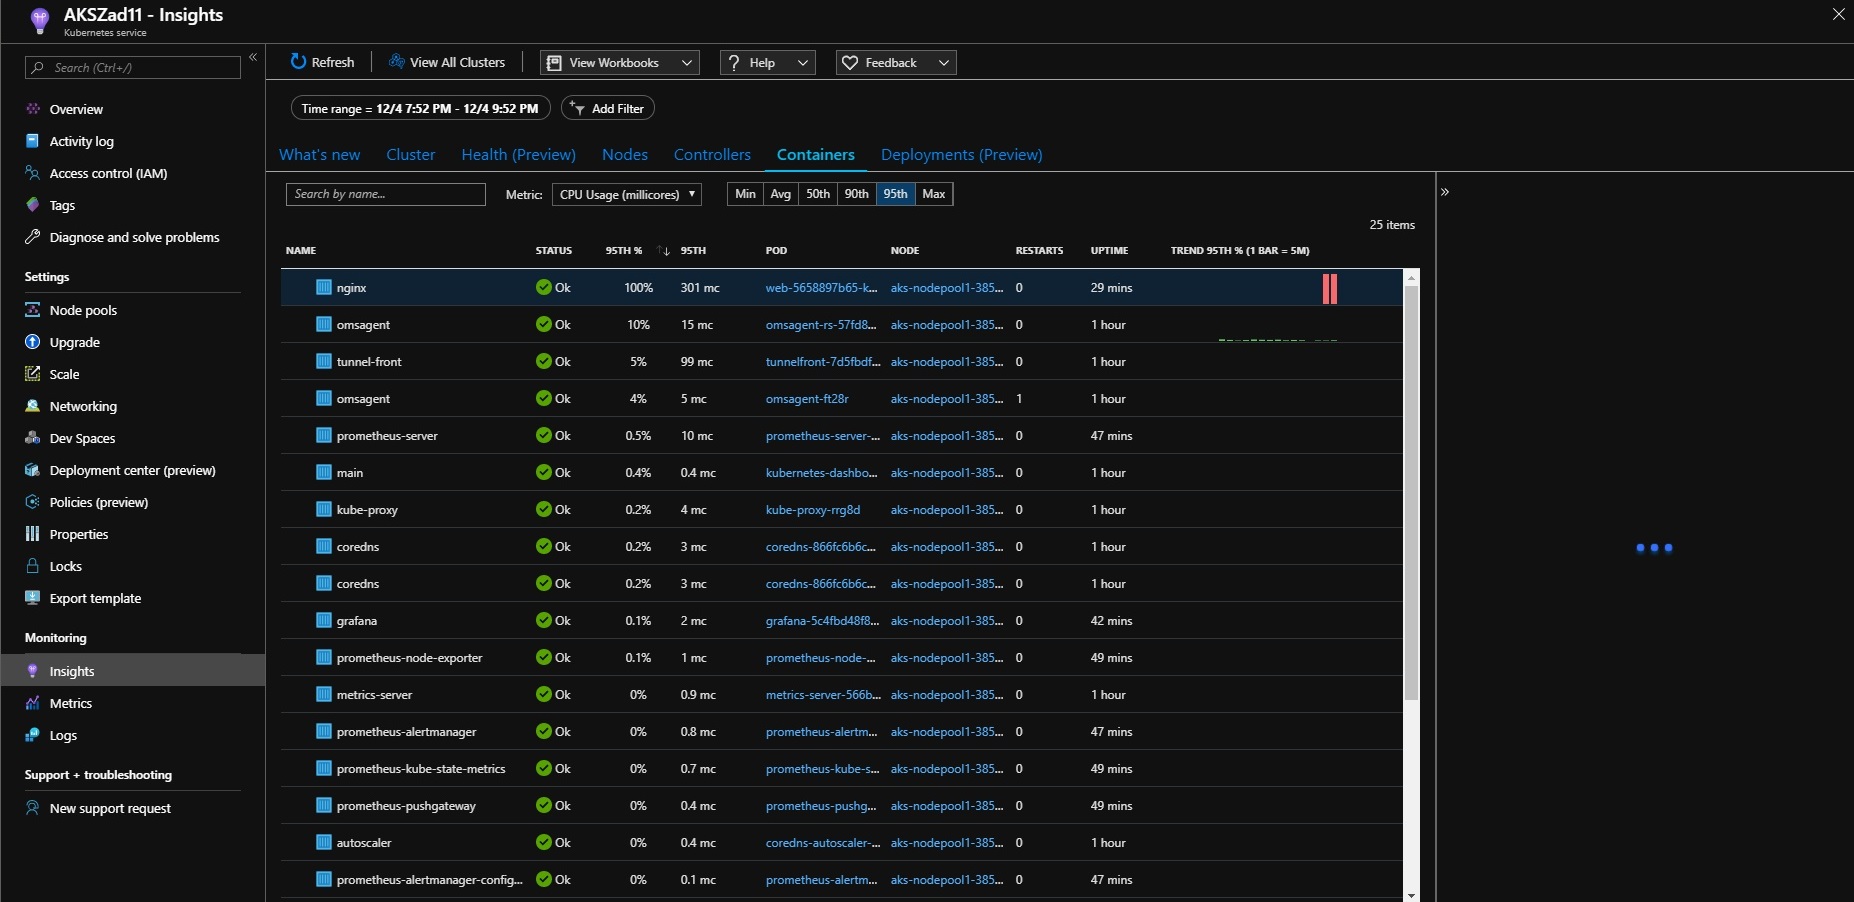 AKSZad11 - Insights
Kubernetes service
Search (Ctrl+/)
Overview
Activity log
Access control (IAM)
Tags
Diagnose and solve problems
Settings
Node pools
Upgrade
Scale
Networking
Dev Spaces
Deployment center (preview)
Policies (preview)
Properties
Locks
Export template
Monitoring
Insights
Metrics
Logs
Support + troubleshooting
New support request
Refresh View All Clusters View Workbooks Help Feedback
Time range = 12/4 7:52 PM - 12/4 9:52 PM Add Filter
What's new Cluster Health (Preview) Nodes Controllers Containers Deployments (Preview)
Search by name... Metric: CPU Usage (millicores) Min Avg 50th 90th 95th Max
25 items
NAME STATUS 95TH % 95TH POD NODE RESTARTS UPTIME TREND 95TH % (1 BAR = 5M)
nginx Ok 100% 301 mc web-5658897b65-k... aks-nodepool1-385... 0 29 mins
omsagent Ok 10% 15 mc omsagent-rs-57fd8... aks-nodepool1-385... 0 1 hour
tunnel-front Ok 5% 99 mc tunnelfront-7d5fbdf... aks-nodepool1-385... 0 1 hour
omsagent Ok 4% 5 mc omsagent-ft28r aks-nodepool1-385... 1 1 hour
prometheus-server Ok 0.5% 10 mc prometheus-server-... aks-nodepool1-385... 0 47 mins
main Ok 0.4% 0.4 mc kubernetes-dashbo... aks-nodepool1-385... 0 1 hour
kube-proxy Ok 0.2% 4 mc kube-proxy-rrg8d aks-nodepool1-385... 0 1 hour
coredns Ok 0.2% 3 mc coredns-866fc6b6c... aks-nodepool1-385... 0 1 hour
coredns Ok 0.2% 3 mc coredns-866fc6b6c... aks-nodepool1-385... 0 1 hour
grafana Ok 0.1% 2 mc grafana-5c4fbd48f8... aks-nodepool1-385... 0 42 mins
prometheus-node-exporter Ok 0.1% 1 mc prometheus-node-... aks-nodepool1-385... 0 49 mins
metrics-server Ok 0% 0.9 mc metrics-server-566b... aks-nodepool1-385... 0 1 hour
prometheus-alertmanager Ok 0% 0.8 mc prometheus-alertm... aks-nodepool1-385... 0 47 mins
prometheus-kube-state-metrics Ok 0% 0.7 mc prometheus-kube-s... aks-nodepool1-385... 0 49 mins
prometheus-pushgateway Ok 0% 0.4 mc prometheus-pushg... aks-nodepool1-385... 0 49 mins
autoscaler Ok 0% 0.4 mc coredns-autoscaler-... aks-nodepool1-385... 0 1 hour
prometheus-alertmanager-config... Ok 0% 0.1 mc prometheus-alertm... aks-nodepool1-385... 0 47 mins